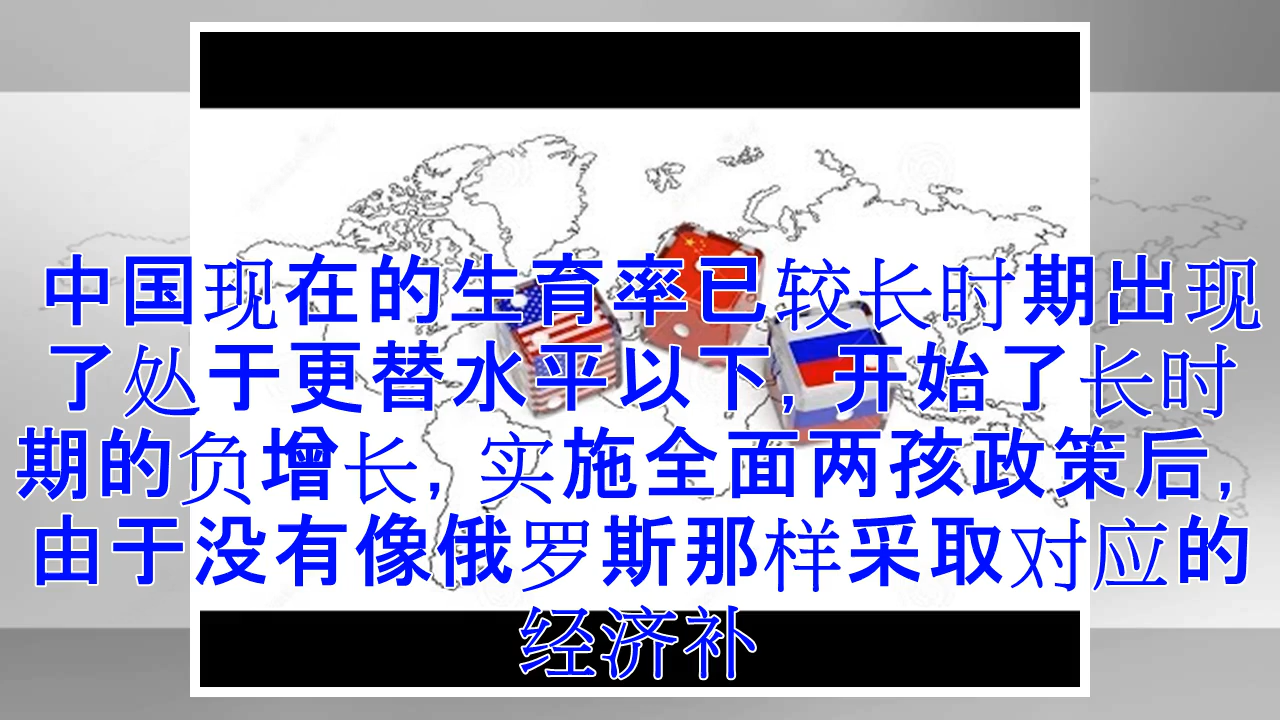 中国现在的生育率已较长时期出现
了处于更替水平以下, 开始了长时
期的负增长, 实施全面两孩政策后,
由于没有像俄罗斯那样采取对应的
经济补